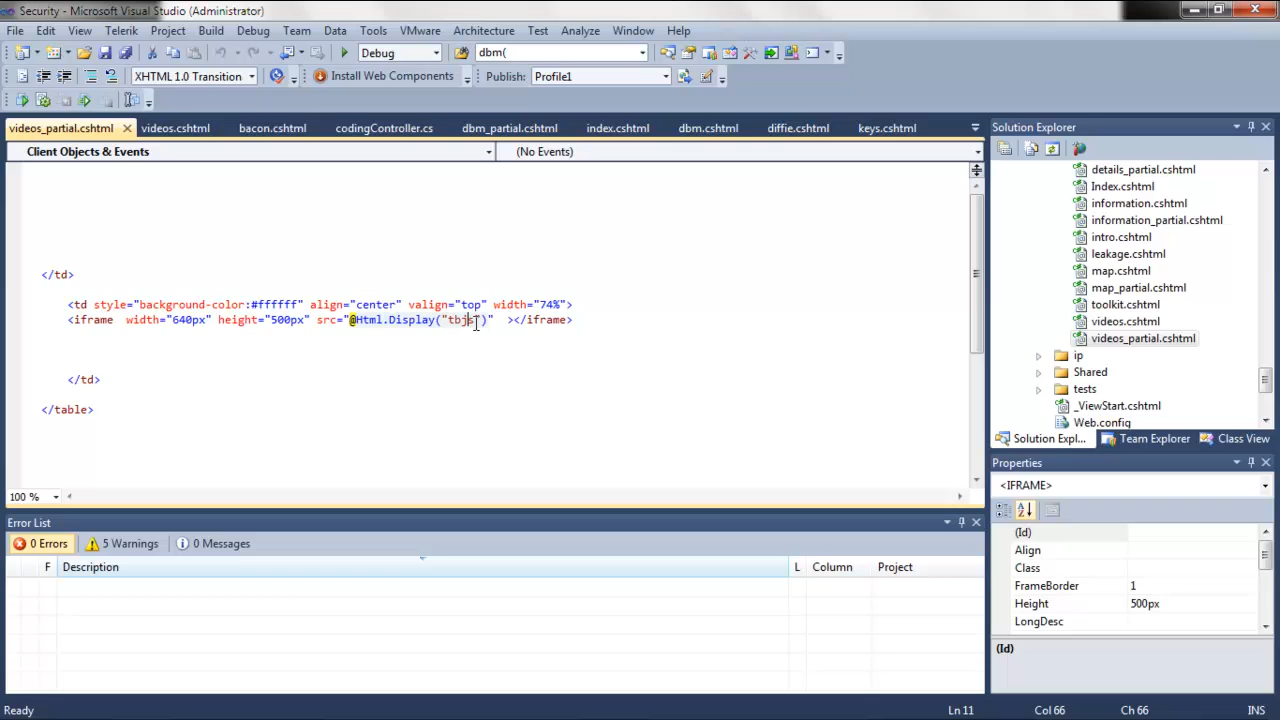 Security - Microsoft Visual Studio (Administrator)
File Edit View Telerik Project Build Debug Team Data Tools VMware Architecture Test Analyze Window Help
Debug dbm(
XHTML 1.0 Transition Install Web Components Publish: Profile1
videos_partial.cshtml videos.cshtml bacon.cshtml codingController.cs dbm_partial.cshtml index.cshtml dbm.cshtml diffie.cshtml keys.cshtml
Client Objects & Events (No Events)
</td>
<td style="background-color:#ffffff" align="center" valign="top" width="74%">
<iframe width="640px" height="500px" src="@Html.Display("tbjs")" ></iframe>
</td>
</table>
100 %
Error List
0 Errors 5 Warnings 0 Messages
F Description L Column Project
Solution Explorer
details_partial.cshtml
Index.cshtml
information.cshtml
information_partial.cshtml
intro.cshtml
leakage.cshtml
map.cshtml
map_partial.cshtml
toolkit.cshtml
videos.cshtml
videos_partial.cshtml
ip
Shared
tests
_ViewStart.cshtml
Web.config
Solution Expl... Team Explorer Class View
Properties
<IFRAME>
(Id)
Align
Class
FrameBorder 1
Height 500px
LongDesc
(Id)
Ready Ln 11 Col 66 Ch 66 INS